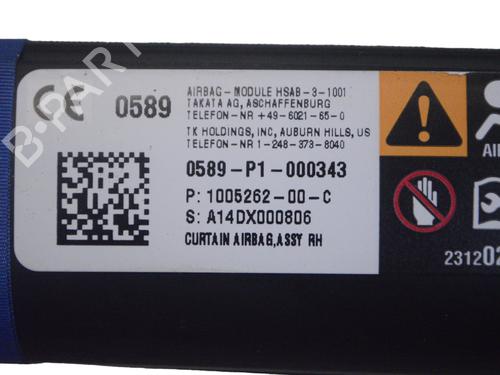 CE 0589
AIRBAG-MODULE HSAB-3-1001
TAKATA AG, ASCHAFFENBURG
TELEFON-NR +49-6021-65-0
TK HOLDINGS, INC, AUBURN HILLS, US
TELEFON-NR 1-248-373-8040
0589-P1-000343
P: 1005262-00-C
S: A14DX000806
CURTAIN AIRBAG,ASSY RH
AI
231202
B-Parts